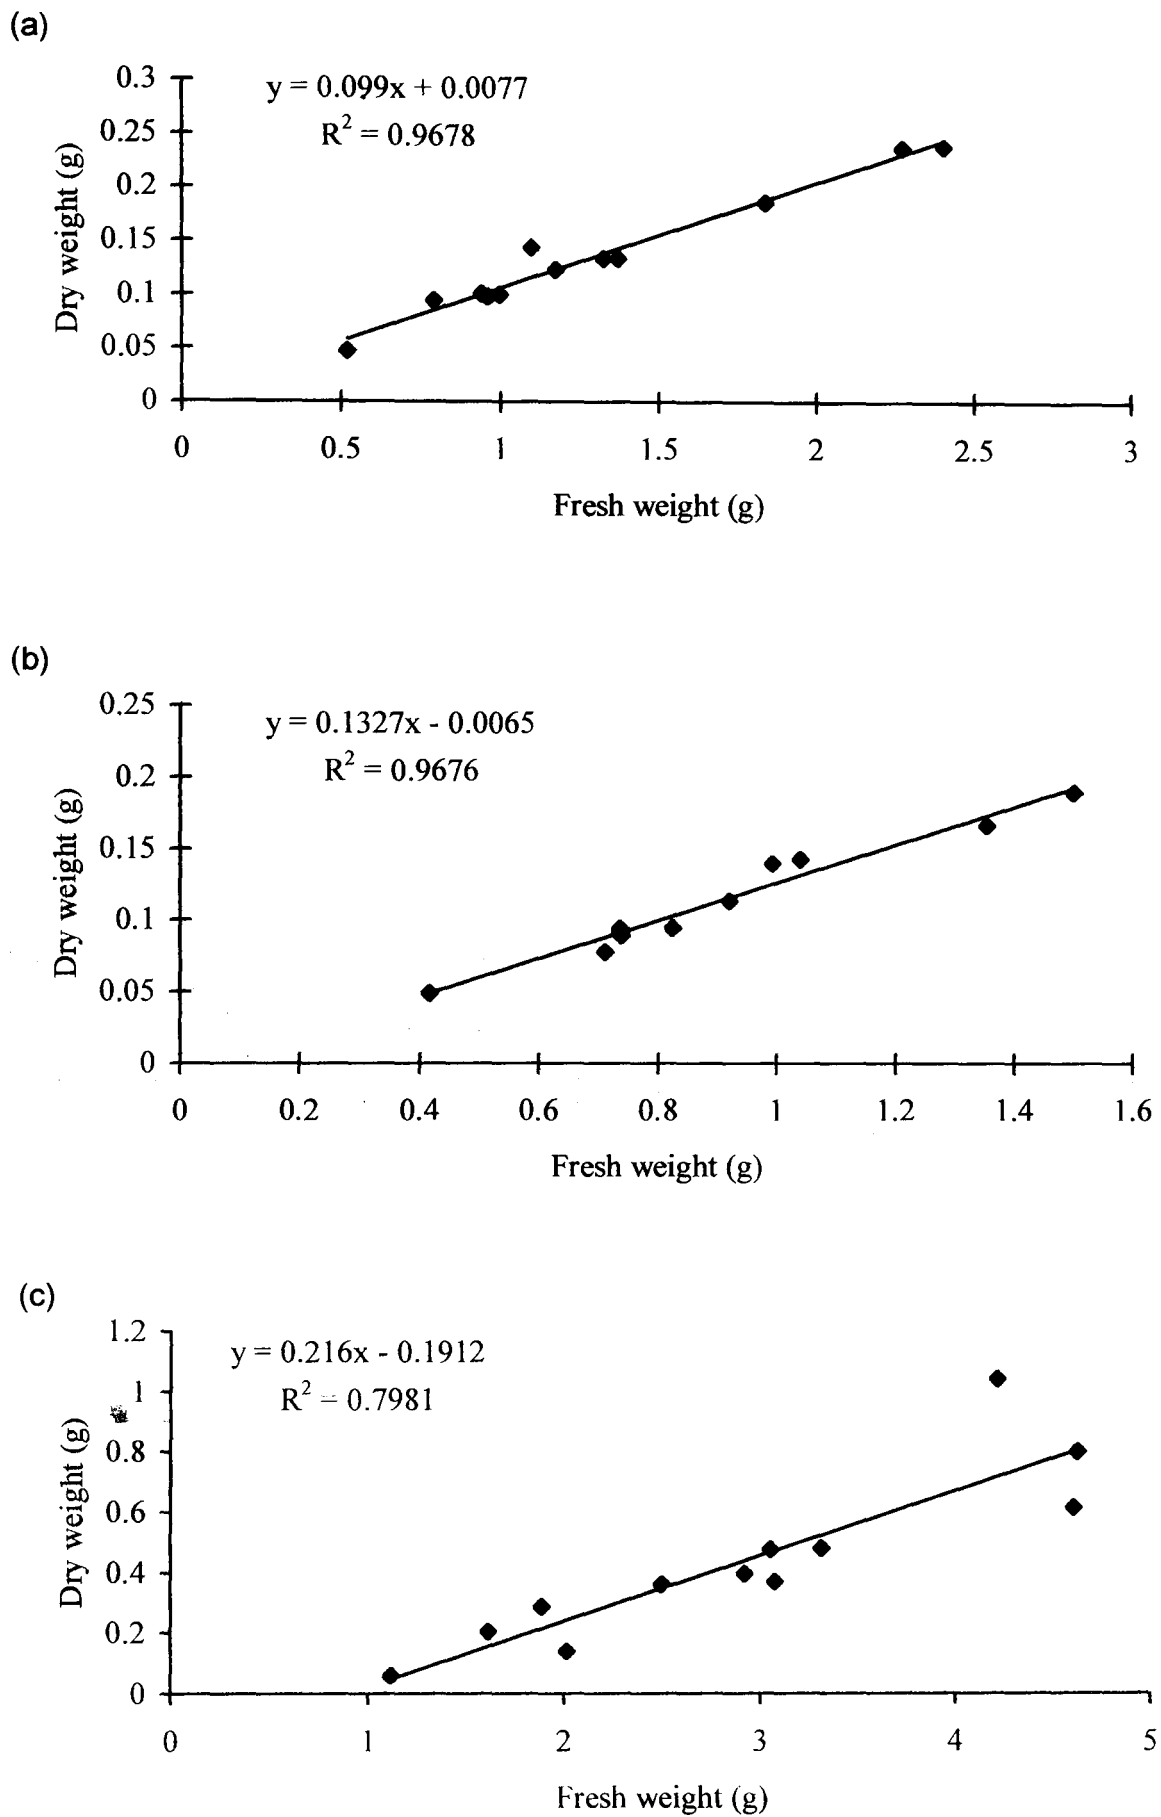 (a)
y = 0.099x + 0.0077
R² = 0.9678
0.3
0.25
0.2
0.15
0.1
0.05
0
Dry weight (g)
0 0.5 1 1.5 2 2.5 3
Fresh weight (g)
(b)
y = 0.1327x - 0.0065
R² = 0.9676
0.25
0.2
0.15
0.1
0.05
0
Dry weight (g)
0 0.2 0.4 0.6 0.8 1 1.2 1.4 1.6
Fresh weight (g)
(c)
y = 0.216x - 0.1912
R² = 0.7981
1.2
1
0.8
0.6
0.4
0.2
0
Dry weight (g)
0 1 2 3 4 5
Fresh weight (g)